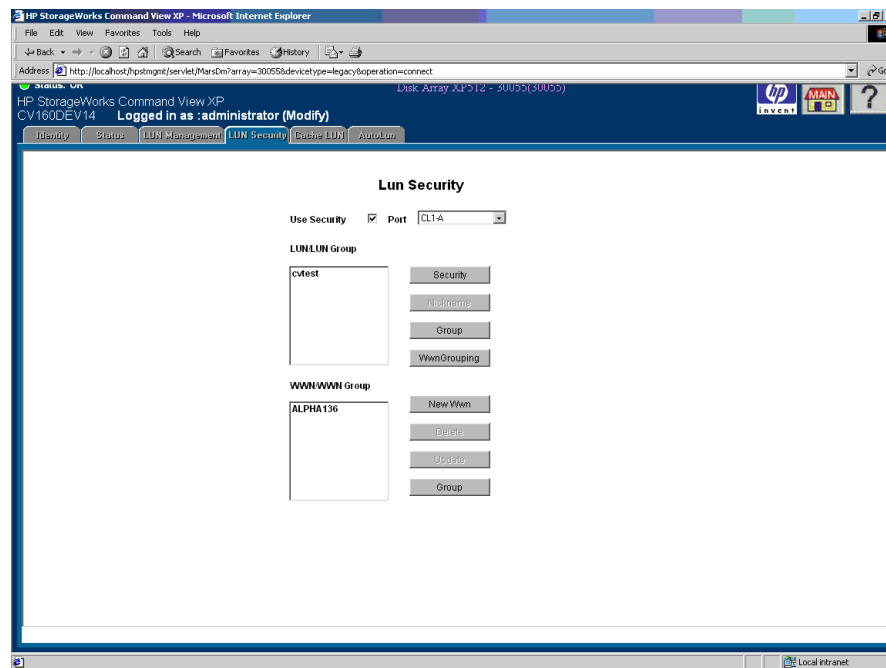 HP StorageWorks Command View XP - Microsoft Internet Explorer
File Edit View Favorites Tools Help
Back Search Favorites History
Address http://localhost/hpstmgmt/servlet/MarsDm?array=30055&devicetype=legacy&operation=connect Go
Status: OK Disk Array XP512 - 30055(30055)
HP StorageWorks Command View XP
CV160DEV14 Logged in as :administrator (Modify)
hp
invent
MAIN
?
Identity Status LUN Management LUN Security Cache LUN AutoLun
Lun Security
Use Security Port CL1-A
LUN/LUN Group
cvtest
Security
Nickname
Group
WwnGrouping
WWN/WWN Group
ALPHA136
New Wwn
Delete
Update
Group
Local intranet